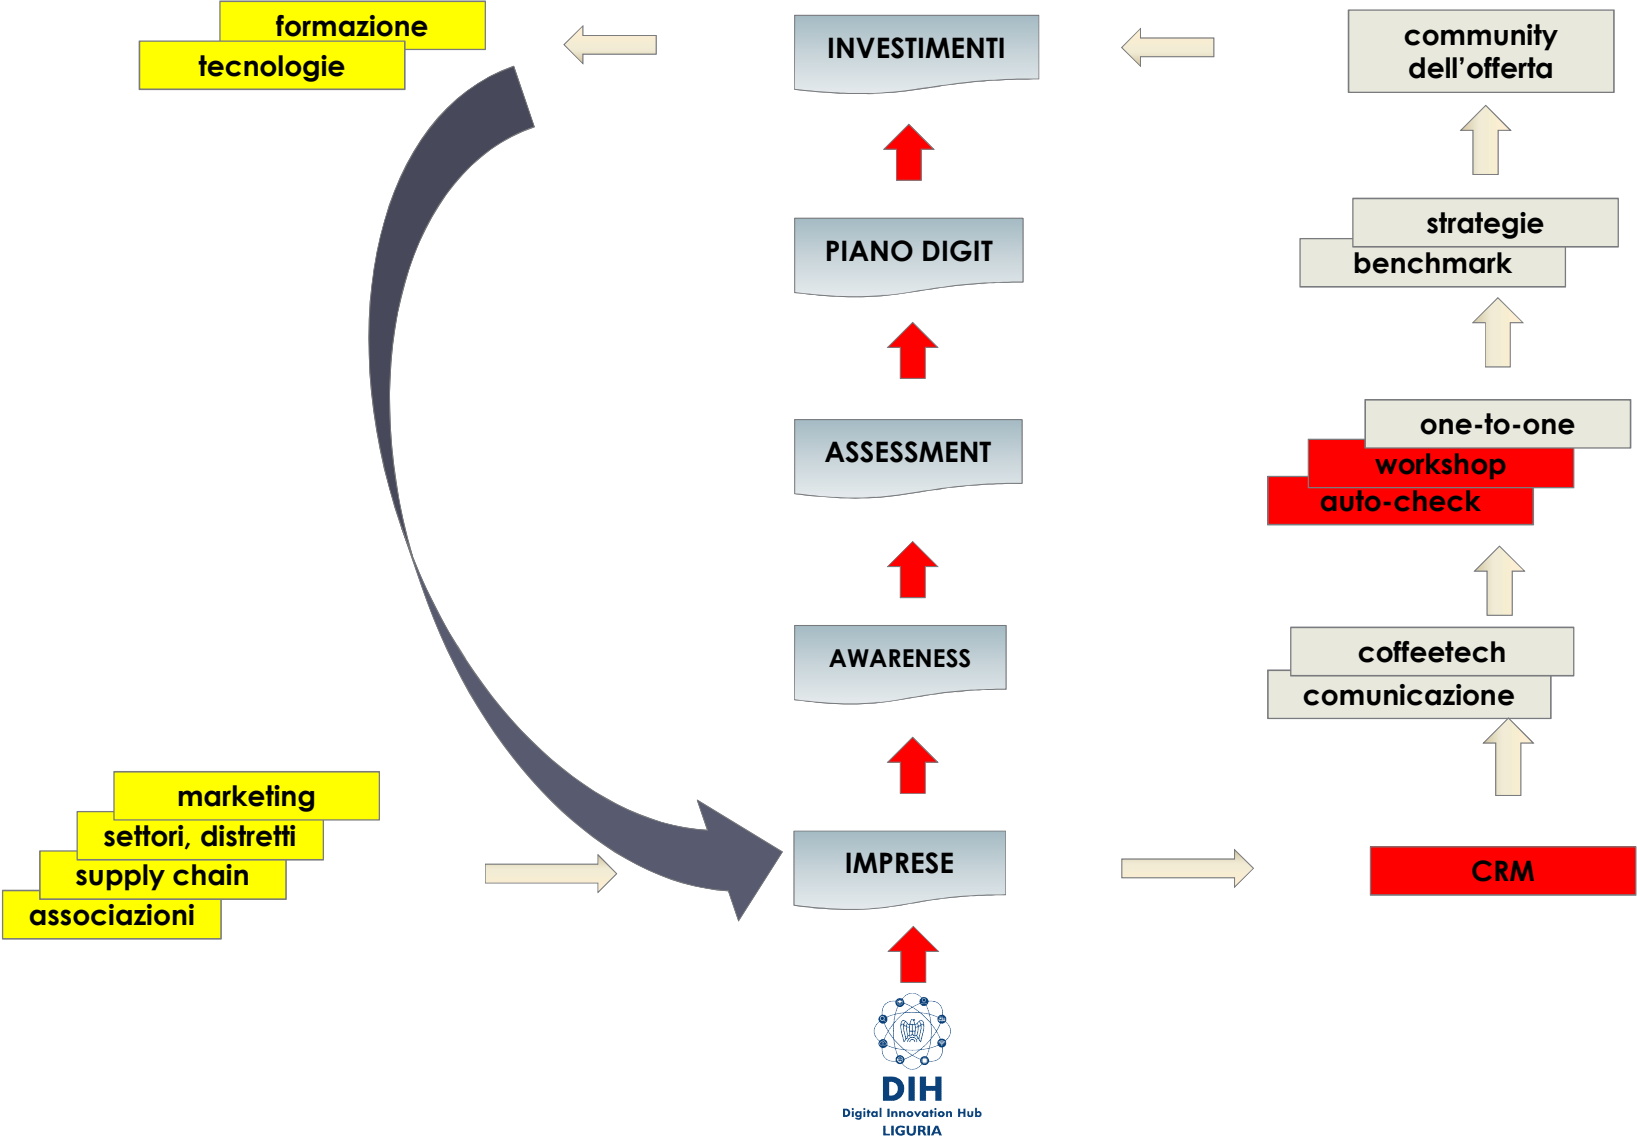 formazione
tecnologie
INVESTIMENTI
community
dell'offerta
PIANO DIGIT
strategie
benchmark
ASSESSMENT
one-to-one
workshop
auto-check
AWARENESS
coffeetech
comunicazione
marketing
settori, distretti
supply chain
associazioni
IMPRESE
CRM
DIH
Digital Innovation Hub
LIGURIA